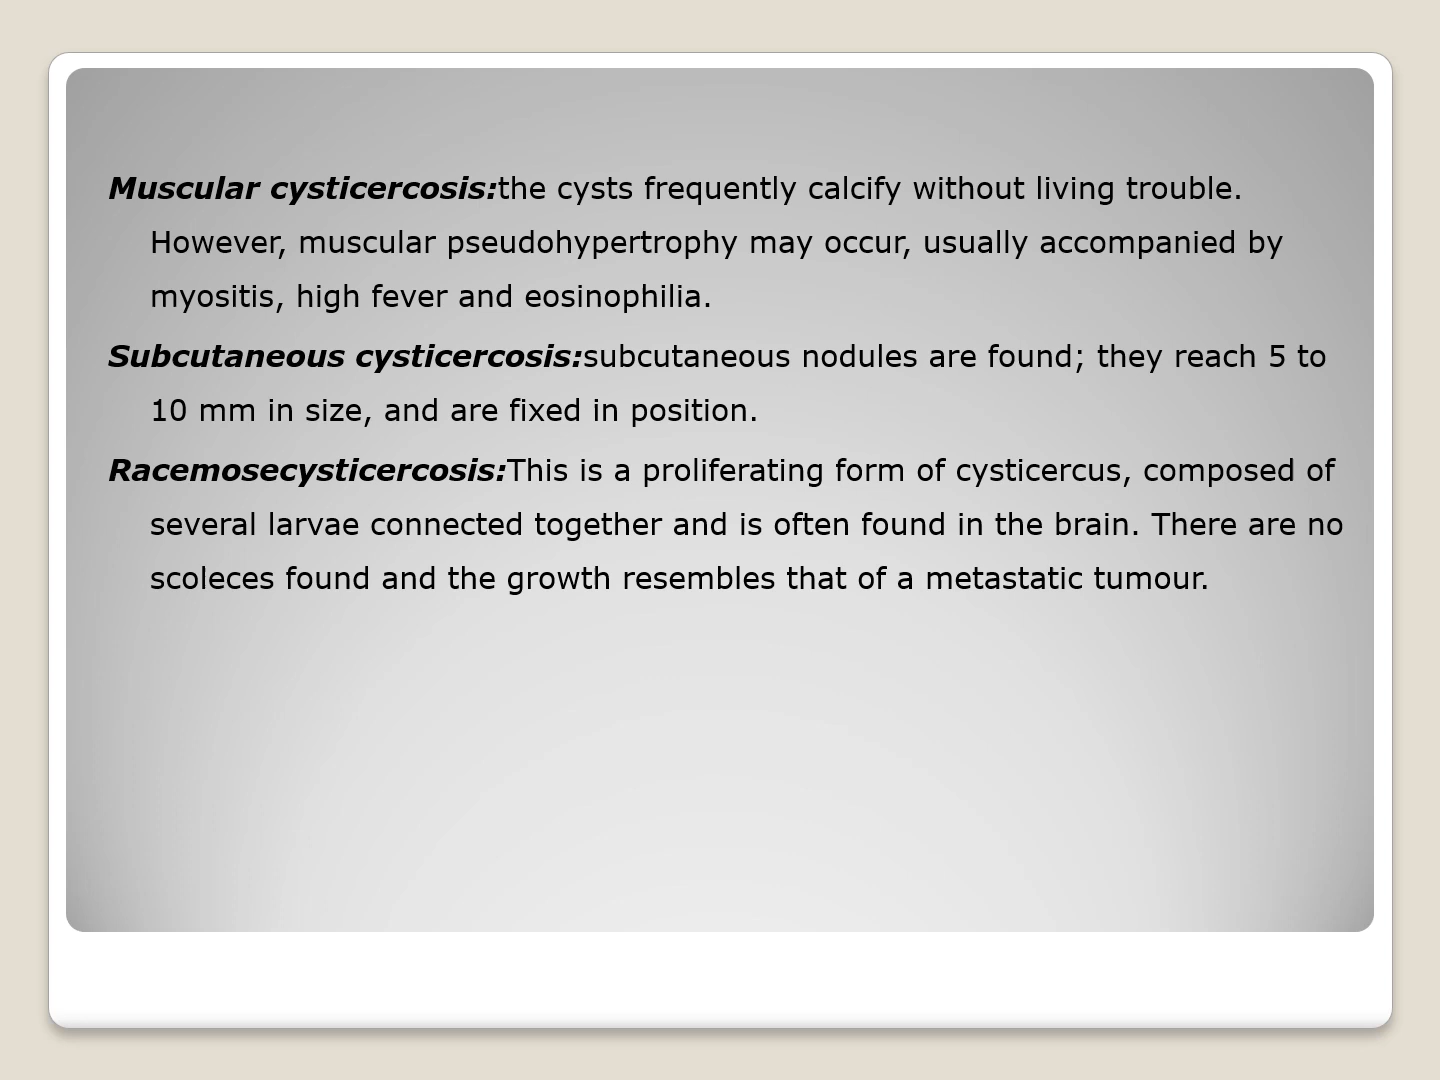 Muscular cysticercosis:the cysts frequently calcify without living trouble.
However, muscular pseudohypertrophy may occur, usually accompanied by
myositis, high fever and eosinophilia.
Subcutaneous cysticercosis:subcutaneous nodules are found; they reach 5 to
10 mm in size, and are fixed in position.
Racemosecysticercosis:This is a proliferating form of cysticercus, composed of
several larvae connected together and is often found in the brain. There are no
scoleces found and the growth resembles that of a metastatic tumour.